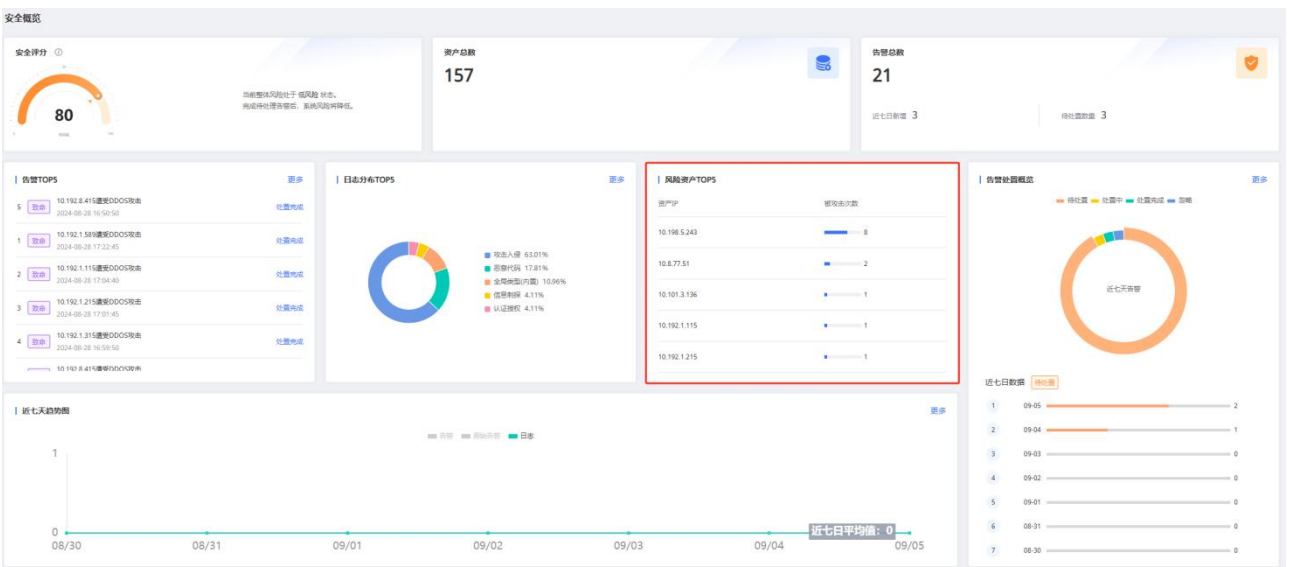 安全概览
安全评分
80
当前整体风险处于 低风险 状态。
完成待处理告警后，系统风险将降低。
资产总数
157
告警总数
21
近七日新增 3
待处置数量 3
告警TOP5
更多
5 致命 10.192.8.415遭受DDOS攻击 处置完成
2024-08-28 16:50:50
1 致命 10.192.1.589遭受DDOS攻击 处置完成
2024-08-28 17:22:45
2 致命 10.192.1.115遭受DDOS攻击 处置完成
2024-08-28 17:04:40
3 致命 10.192.1.215遭受DDOS攻击 处置完成
2024-08-28 17:01:45
4 致命 10.192.1.315遭受DDOS攻击 处置完成
2024-08-28 16:59:50
10.192.8.415遭受DDOS攻击
日志分布TOP5
更多
攻击入侵 63.01%
恶意代码 17.81%
全局类型(内置) 10.96%
信息刺探 4.11%
认证授权 4.11%
风险资产TOP5
资产IP 被攻击次数
10.198.5.243 8
10.8.77.51 2
10.101.3.136 1
10.192.1.115 1
10.192.1.215 1
告警处置概览
更多
待处置 处置中 处置完成 忽略
近七天告警
近七日数据 待处置
1 09-05 2
2 09-04 1
3 09-03 0
4 09-02 0
5 09-01 0
6 08-31 0
7 08-30 0
近七天趋势图
更多
告警 原始告警 日志
1
0
近七日平均值：0
08/30 08/31 09/01 09/02 09/03 09/04 09/05